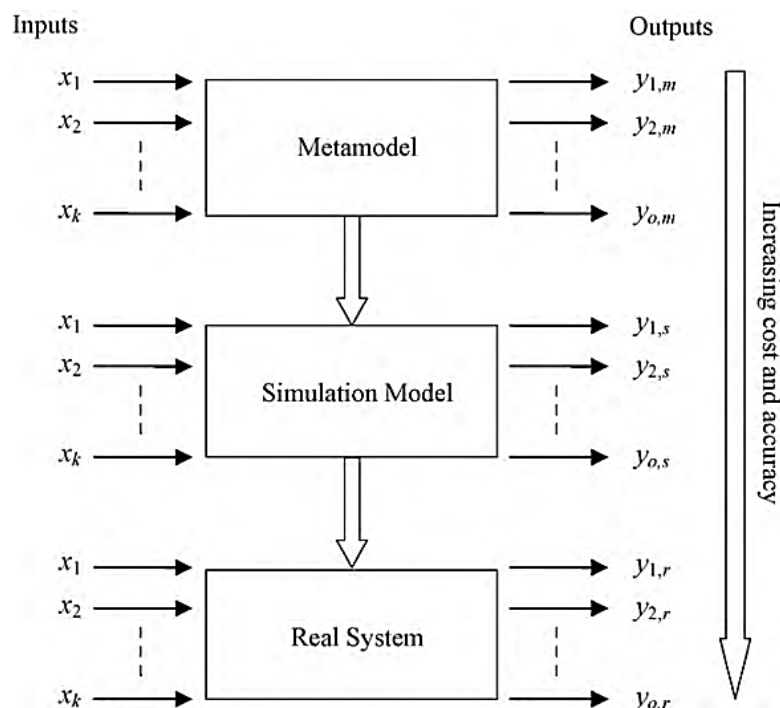 Inputs
Outputs
x₁
y₁,ₘ
x₂
y₂,ₘ
Metamodel
xₖ
yₒ,ₘ
x₁
y₁,ₛ
x₂
y₂,ₛ
Simulation Model
xₖ
yₒ,ₛ
x₁
y₁,ᵣ
x₂
y₂,ᵣ
Real System
xₖ
yₒ,ᵣ
Increasing cost and accuracy